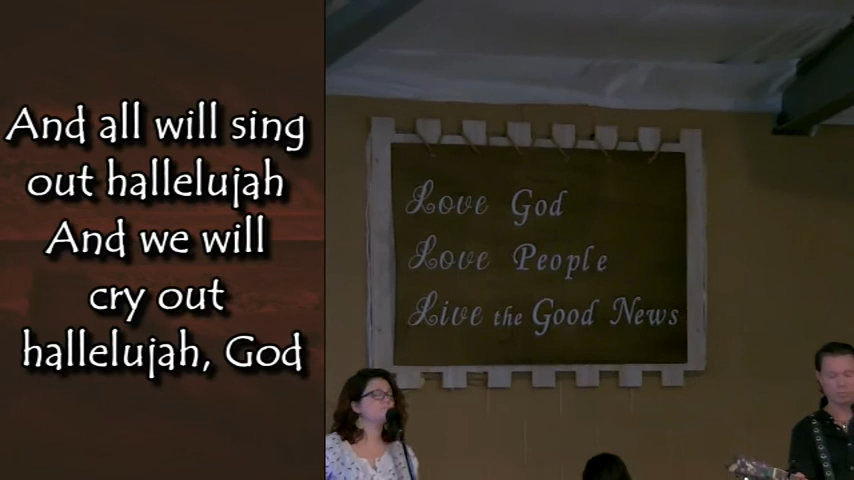 And all will sing
out hallelujah
And we will
cry out
hallelujah, God
Love God
Love People
Live the Good News